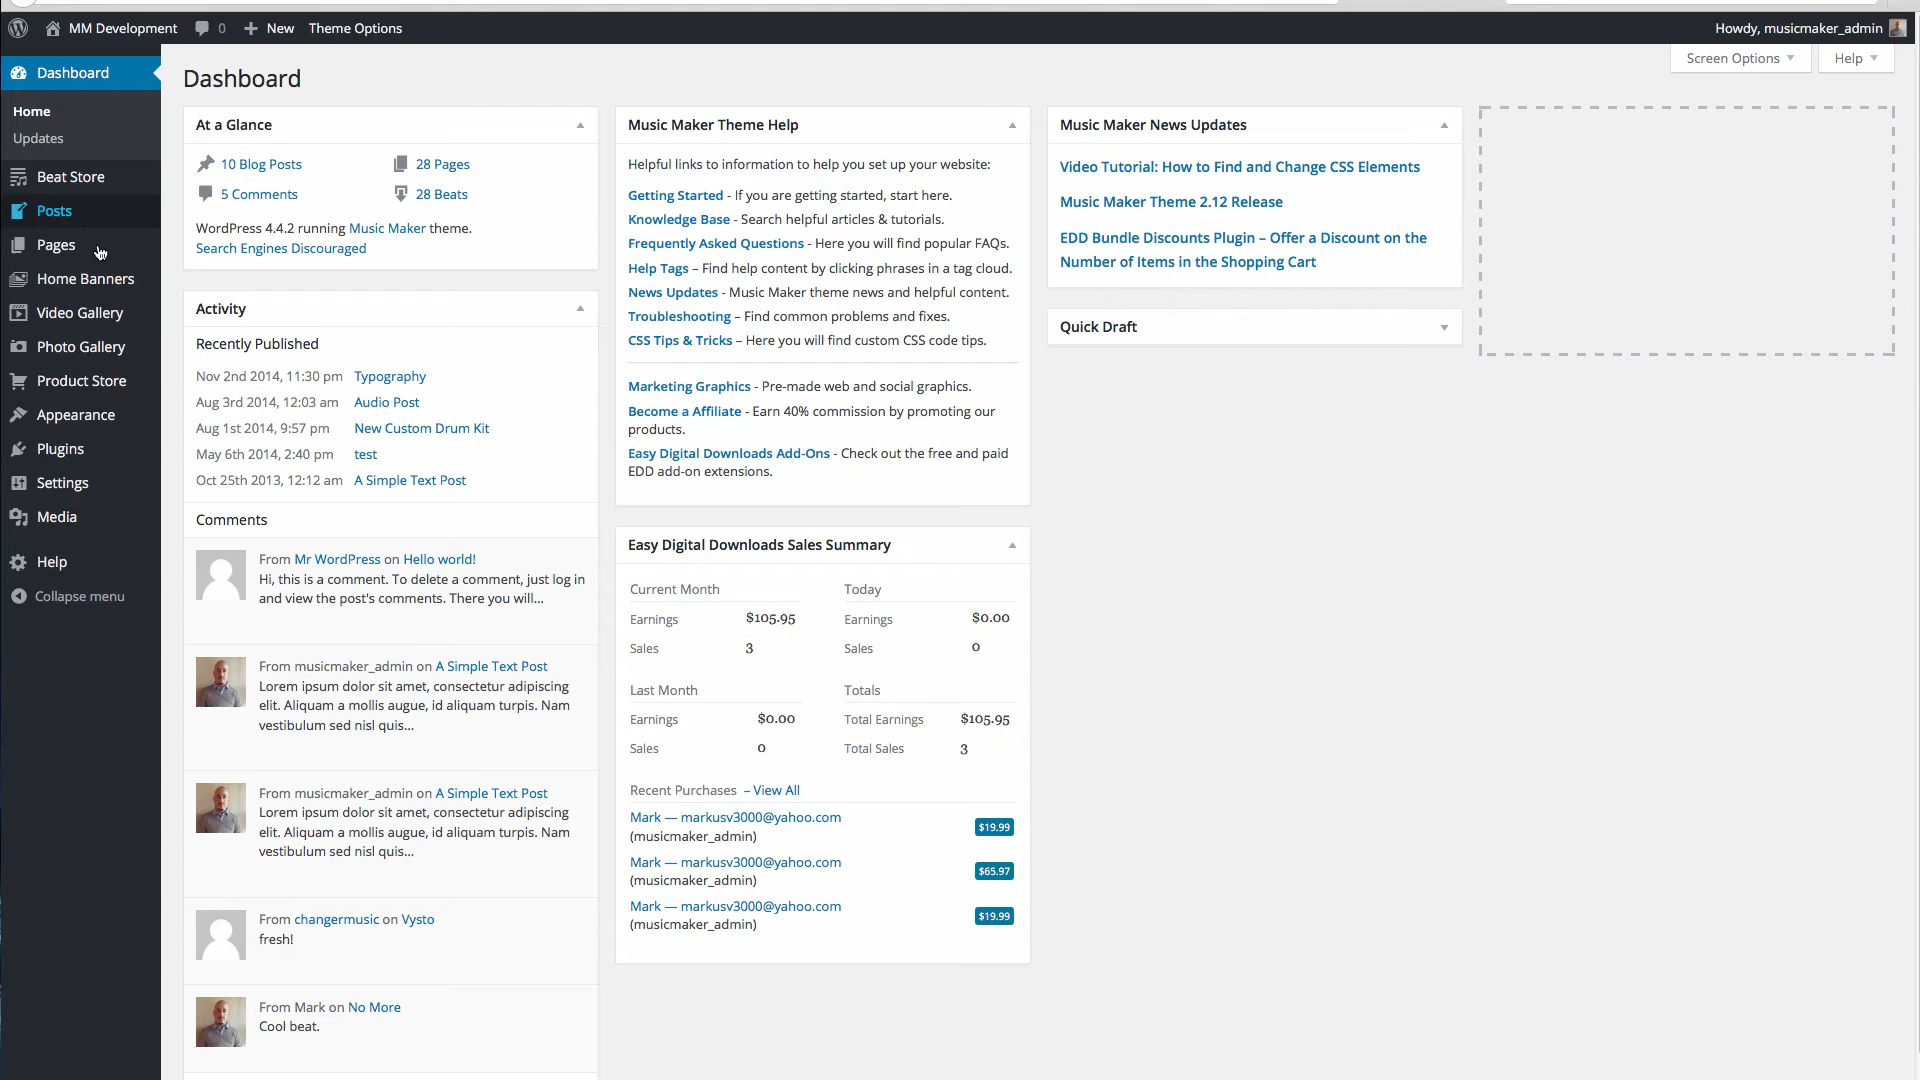 MM Development 0 New Theme Options Howdy, musicmaker_admin
Screen Options Help
Dashboard
Home
Updates
Beat Store
Posts
Pages
Home Banners
Video Gallery
Photo Gallery
Product Store
Appearance
Plugins
Settings
Media
Help
Collapse menu
Dashboard
At a Glance
10 Blog Posts
28 Pages
5 Comments
28 Beats
WordPress 4.4.2 running Music Maker theme.
Search Engines Discouraged
Activity
Recently Published
Nov 2nd 2014, 11:30 pm Typography
Aug 3rd 2014, 12:03 am Audio Post
Aug 1st 2014, 9:57 pm New Custom Drum Kit
May 6th 2014, 2:40 pm test
Oct 25th 2013, 12:12 am A Simple Text Post
Comments
From Mr WordPress on Hello world!
Hi, this is a comment. To delete a comment, just log in
and view the post's comments. There you will...
From musicmaker_admin on A Simple Text Post
Lorem ipsum dolor sit amet, consectetur adipiscing
elit. Aliquam a mollis augue, id aliquam turpis. Nam
vestibulum sed nisl quis...
From musicmaker_admin on A Simple Text Post
Lorem ipsum dolor sit amet, consectetur adipiscing
elit. Aliquam a mollis augue, id aliquam turpis. Nam
vestibulum sed nisl quis...
From changermusic on Vysto
fresh!
From Mark on No More
Cool beat.
Music Maker Theme Help
Helpful links to information to help you set up your website:
Getting Started - If you are getting started, start here.
Knowledge Base - Search helpful articles & tutorials.
Frequently Asked Questions - Here you will find popular FAQs.
Help Tags – Find help content by clicking phrases in a tag cloud.
News Updates - Music Maker theme news and helpful content.
Troubleshooting – Find common problems and fixes.
CSS Tips & Tricks – Here you will find custom CSS code tips.
Marketing Graphics - Pre-made web and social graphics.
Become a Affiliate - Earn 40% commission by promoting our
products.
Easy Digital Downloads Add-Ons - Check out the free and paid
EDD add-on extensions.
Easy Digital Downloads Sales Summary
Current Month
Earnings $105.95
Sales 3
Today
Earnings $0.00
Sales 0
Last Month
Earnings $0.00
Sales 0
Totals
Total Earnings $105.95
Total Sales 3
Recent Purchases – View All
Mark — markusv3000@yahoo.com
(musicmaker_admin)
$19.99
Mark — markusv3000@yahoo.com
(musicmaker_admin)
$65.97
Mark — markusv3000@yahoo.com
(musicmaker_admin)
$19.99
Music Maker News Updates
Video Tutorial: How to Find and Change CSS Elements
Music Maker Theme 2.12 Release
EDD Bundle Discounts Plugin – Offer a Discount on the
Number of Items in the Shopping Cart
Quick Draft